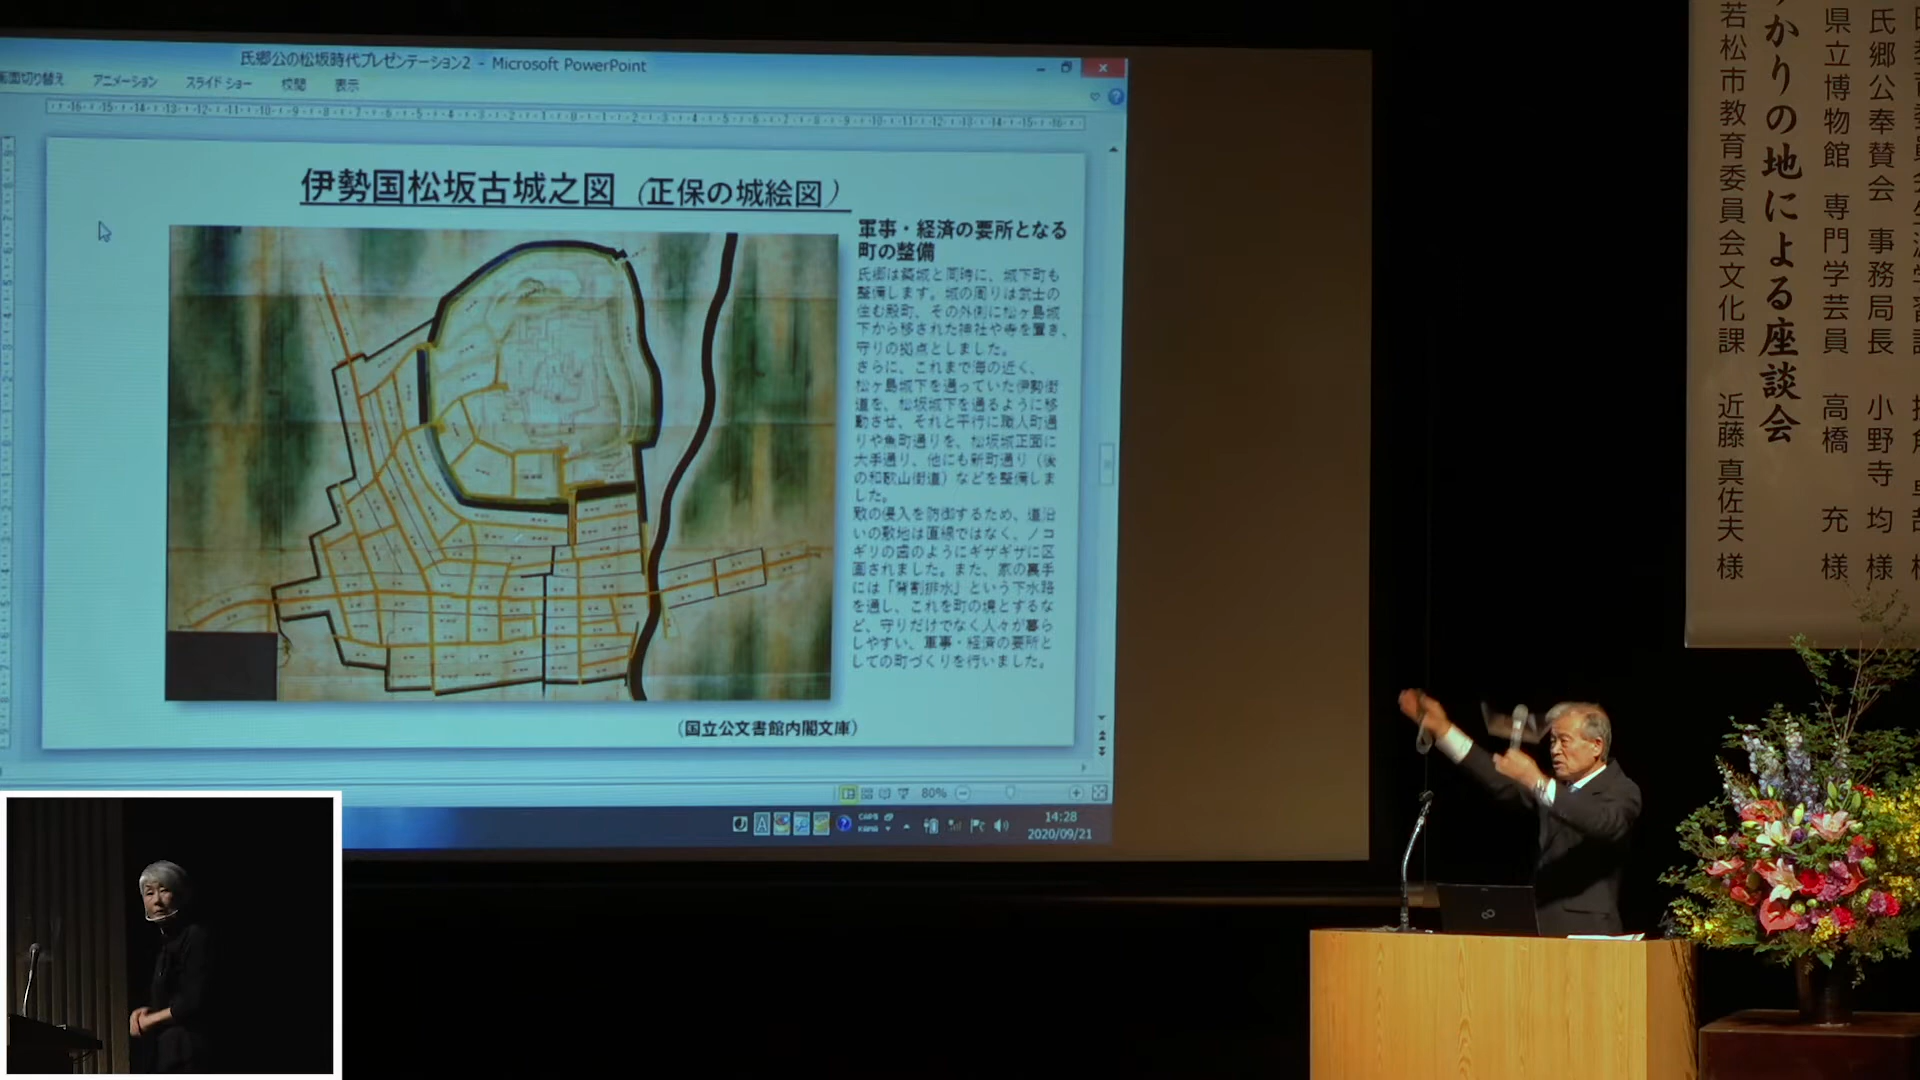 氏郷公の松坂時代プレゼンテーション2 - Microsoft PowerPoint
画面切り替え アニメーション スライド ショー 校閲 表示
伊勢国松坂古城之図（正保の城絵図）
軍事・経済の要所となる
町の整備
氏郷は築城と同時に、城下町も
整備します。城の周りは武士の
住む殿町、その外側に松ヶ島城
下から移された神社や寺を置き、
守りの拠点としました。
さらに、これまで海の近く、
松ヶ島城下を通っていた伊勢街
道を、松坂城下を通るように移
動させ、それと平行に職人町通
りや魚町通りを、松坂城正面に
大手通り、他にも新町通り（後
の和歌山街道）などを整備しま
した。
敵の侵入を防御するため、道沿
いの敷地は直線ではなく、ノコ
ギリの歯のようにギザギザに区
画されました。また、家の裏手
には「背割排水」という下水路
を通し、これを町の境とするな
ど、守りだけでなく人々が暮ら
しやすい、軍事・経済の要所と
しての町づくりを行いました。
（国立公文書館内閣文庫）
80%
CAPS
KANA
14:28
2020/09/21
氏郷公奉賛会 事務局長 小野寺 均 様
県立博物館 専門学芸員 高橋 充 様
かりの地による座談会
若松市教育委員会文化課 近藤 真佐夫 様